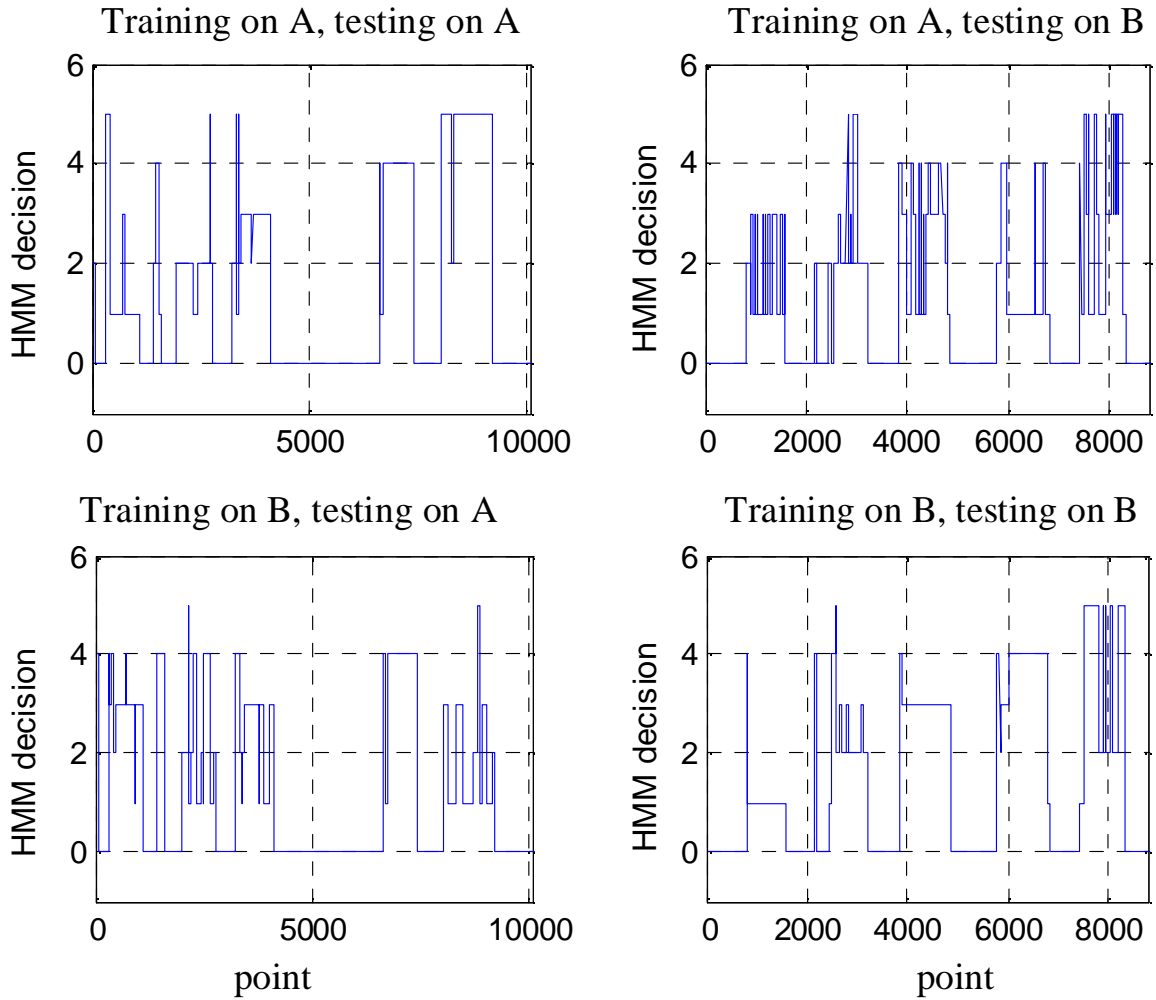 Training on A, testing on A
6
4
2
0
HMM decision
0 5000 10000
Training on A, testing on B
6
4
2
0
HMM decision
0 2000 4000 6000 8000
Training on B, testing on A
6
4
2
0
HMM decision
0 5000 10000
point
Training on B, testing on B
6
4
2
0
HMM decision
0 2000 4000 6000 8000
point